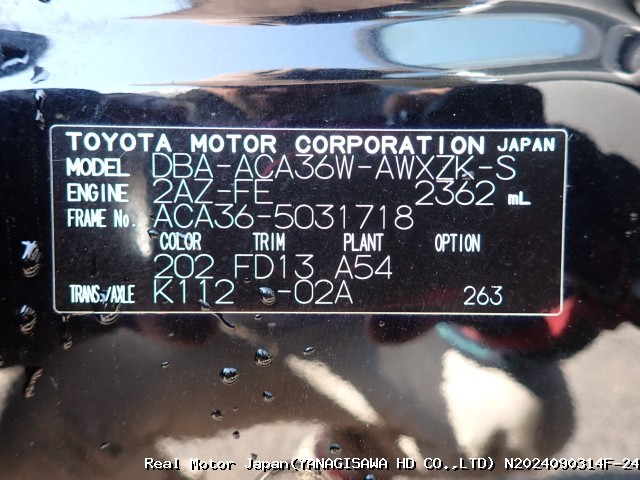 TOYOTA MOTOR CORPORATION JAPAN
MODEL DBA-ACA36W-AWXZK-S
ENGINE 2AZ-FE 2362 mL
FRAME No. ACA36-5031718
COLOR TRIM PLANT OPTION
202 FD13 A54
TRANS./AXLE K112 -02A 263
Real Motor Japan(YANAGISAWA HD CO.,LTD) N2024090314F-24